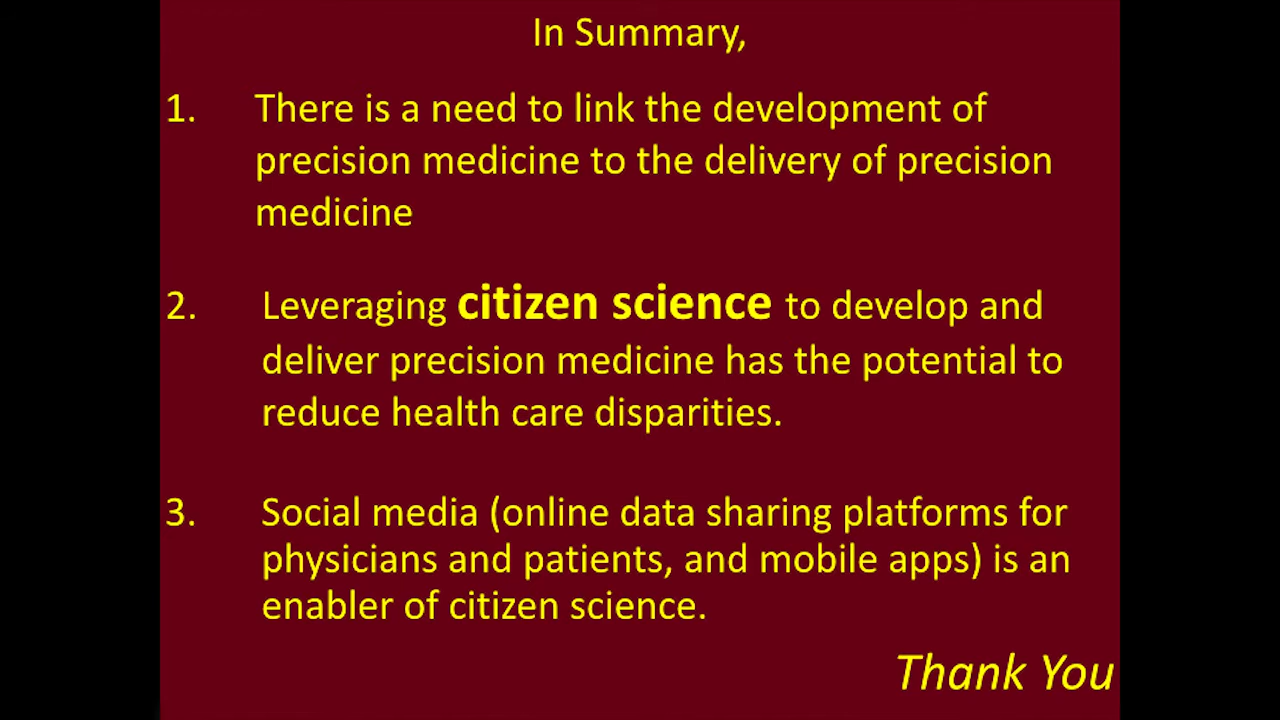 In Summary,
1. There is a need to link the development of
precision medicine to the delivery of precision
medicine
2. Leveraging citizen science to develop and
deliver precision medicine has the potential to
reduce health care disparities.
3. Social media (online data sharing platforms for
physicians and patients, and mobile apps) is an
enabler of citizen science.
Thank You